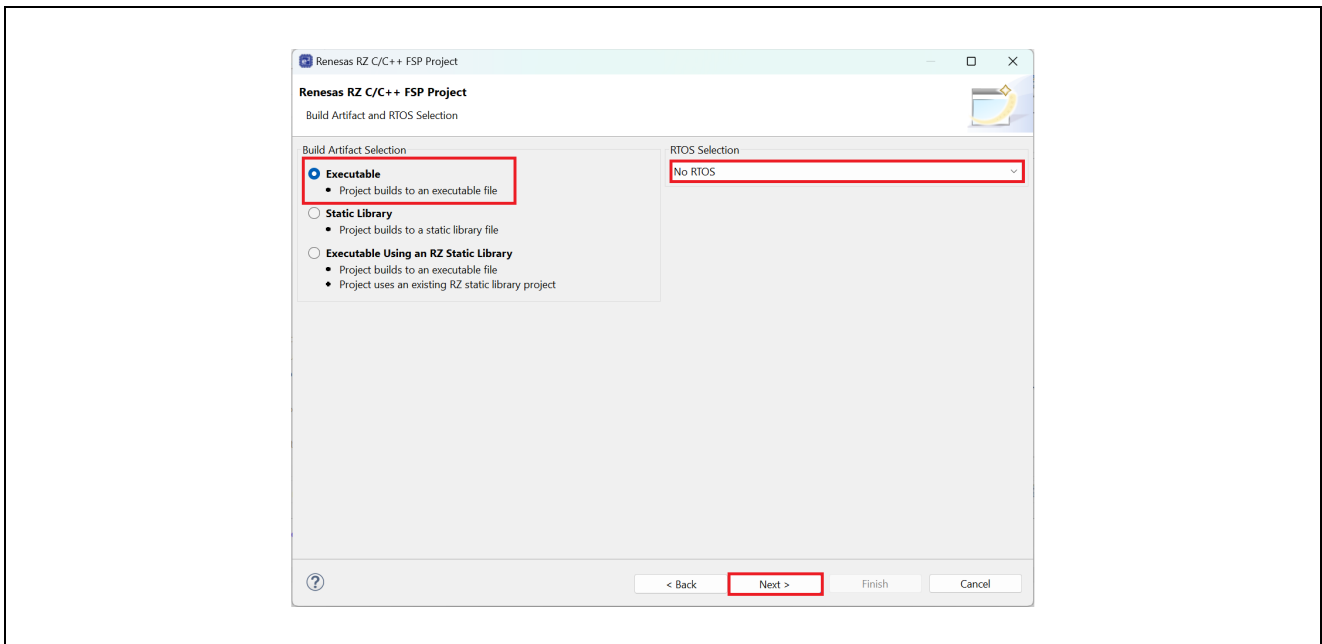 Renesas RZ C/C++ FSP Project
Renesas RZ C/C++ FSP Project
Build Artifact and RTOS Selection
Build Artifact Selection
Executable
• Project builds to an executable file
Static Library
• Project builds to a static library file
Executable Using an RZ Static Library
• Project builds to an executable file
• Project uses an existing RZ static library project
RTOS Selection
No RTOS
?
< Back
Next >
Finish
Cancel